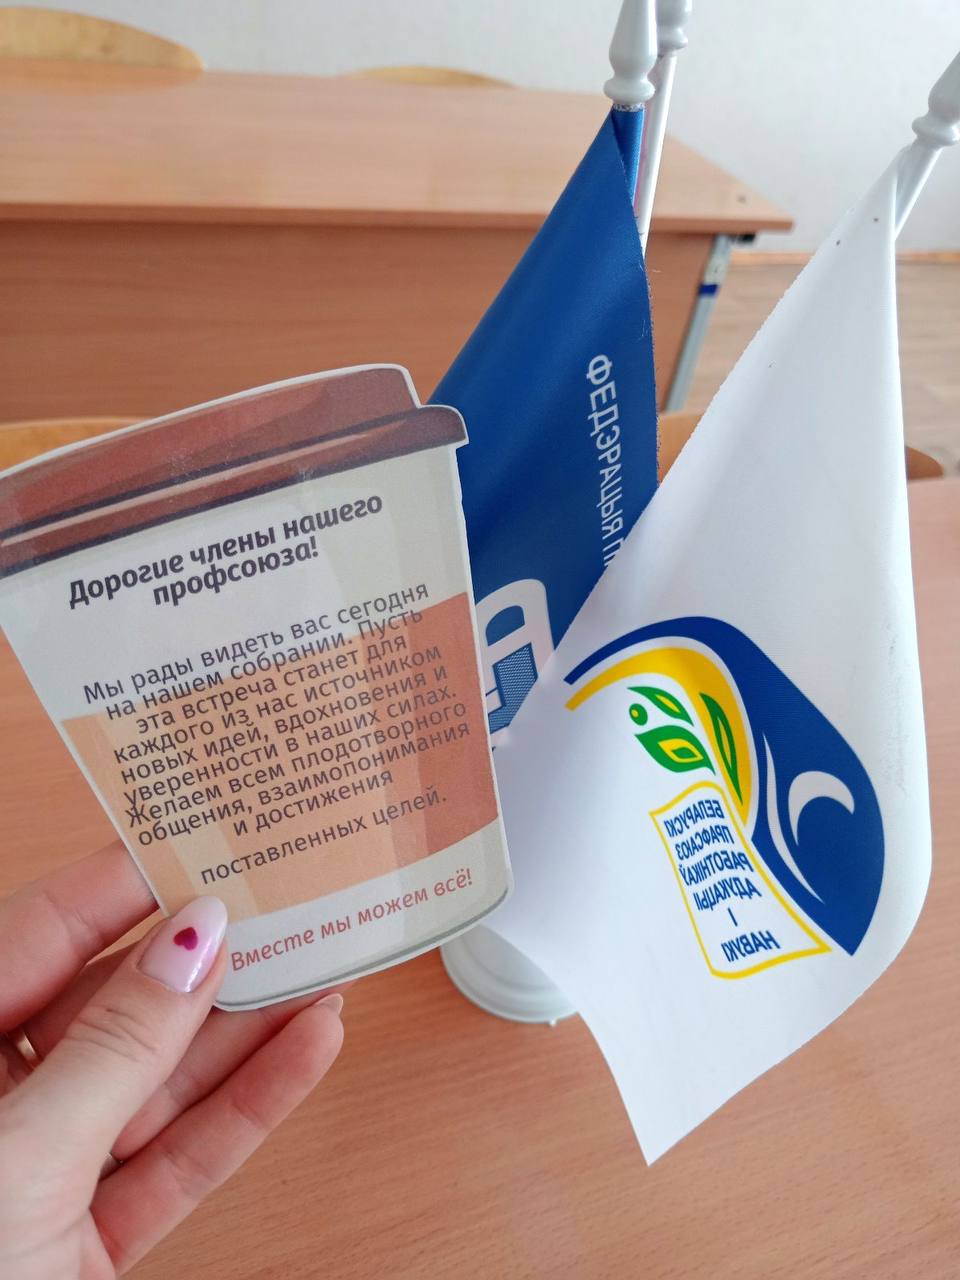 Дорогие члены нашего
профсоюза!
Мы рады видеть вас сегодня
на нашем собрании. Пусть
эта встреча станет для
каждого из нас источником
новых идей, вдохновения и
уверенности в наших силах.
Желаем всем плодотворного
общения, взаимопонимания
и достижения
поставленных целей.
Вместе мы можем всё!
ФЕДЭРАЦЫЯ
БЕЛАРУСКІ
ПРАФСАЮЗ
РАБОТНІКАЎ
АДУКАЦЫІ
І
НАВУКІ